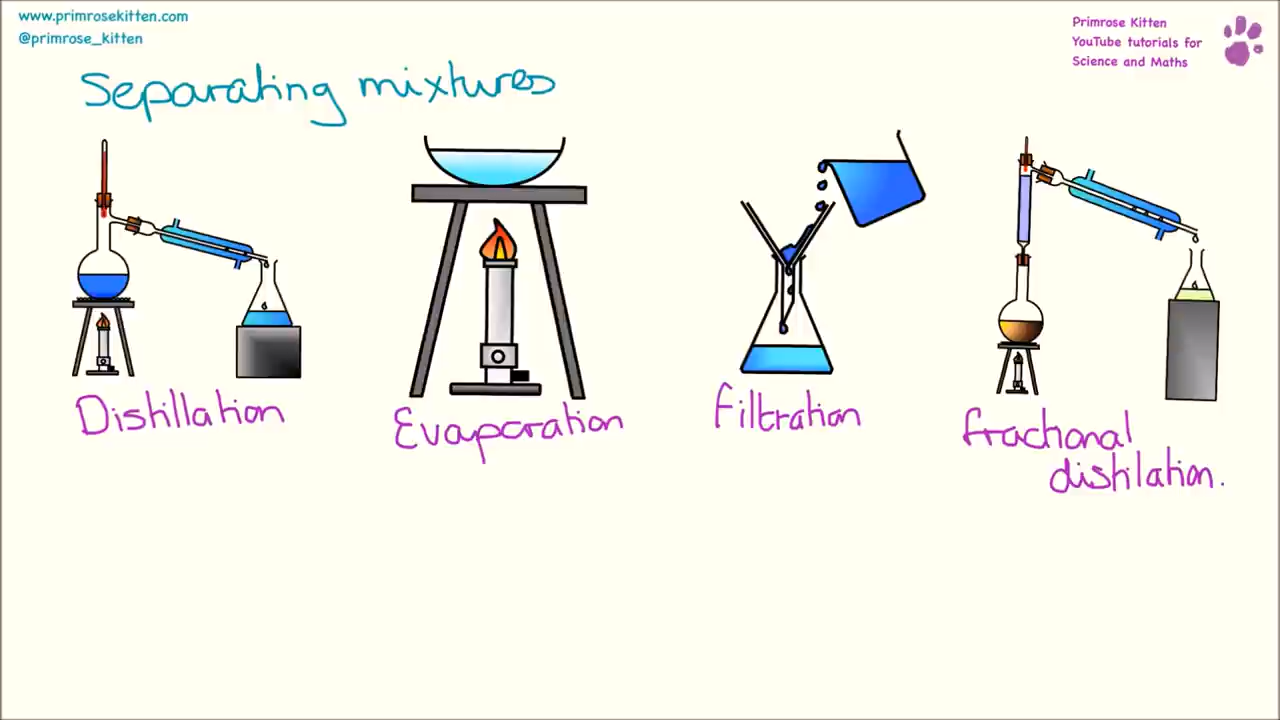 www.primrosekitten.com
@primrose_kitten
Primrose Kitten
YouTube tutorials for
Science and Maths
Separating mixtures
Distillation
Evaporation
Filtration
fractional
distilation.